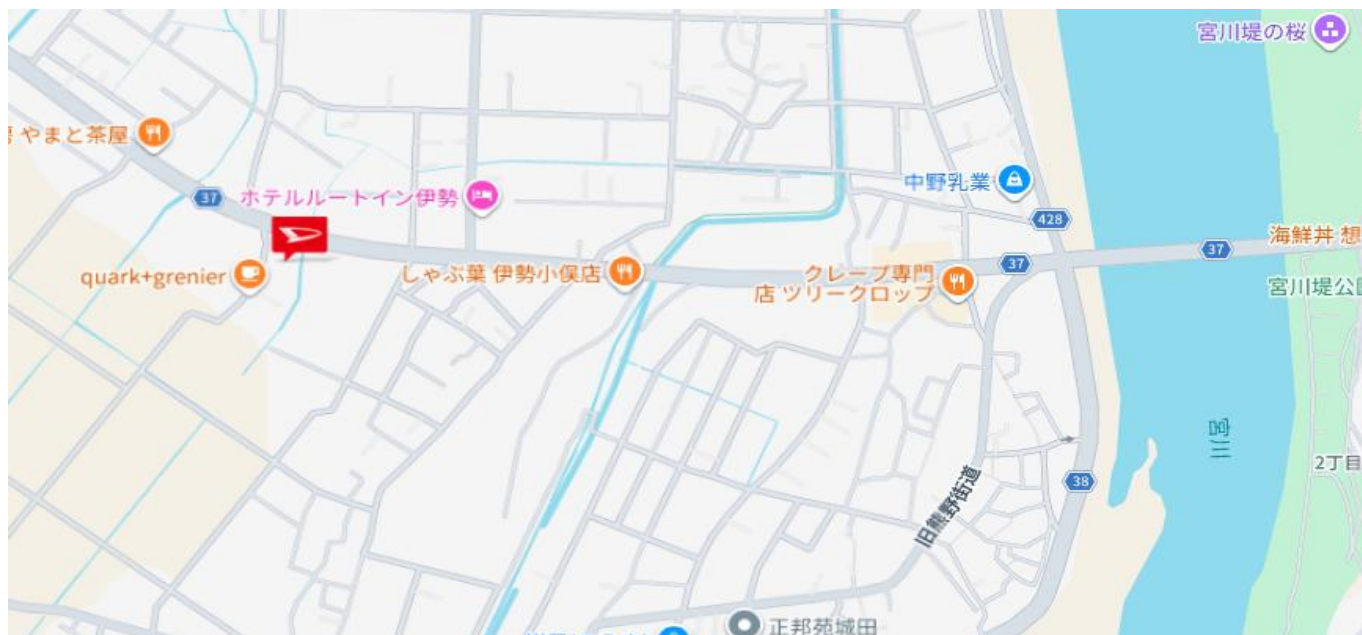 宮川堤の桜
やまと茶屋
中野乳業
37
ホテルルートイン伊勢
428
海鮮丼 想
37
37
quark+grenier
しゃぶ葉 伊勢小俣店
クレープ専門
店 ツリークロップ
宮川堤公
宮川
2丁目
38
旧熊野街道
正邦苑城田